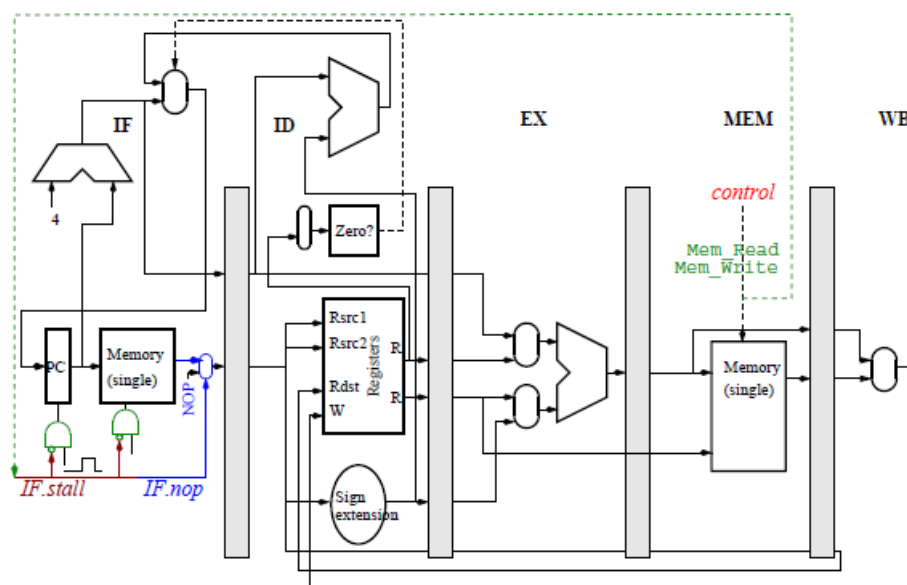 IF
ID
EX
MEM
WB
4
Zero?
control
Mem_Read
Mem_Write
PC
Memory
(single)
NOP
Rsrc1
Rsrc2
Rdst
W
R
R
Registers
Memory
(single)
IF.stall
IF.nop
Sign
extension